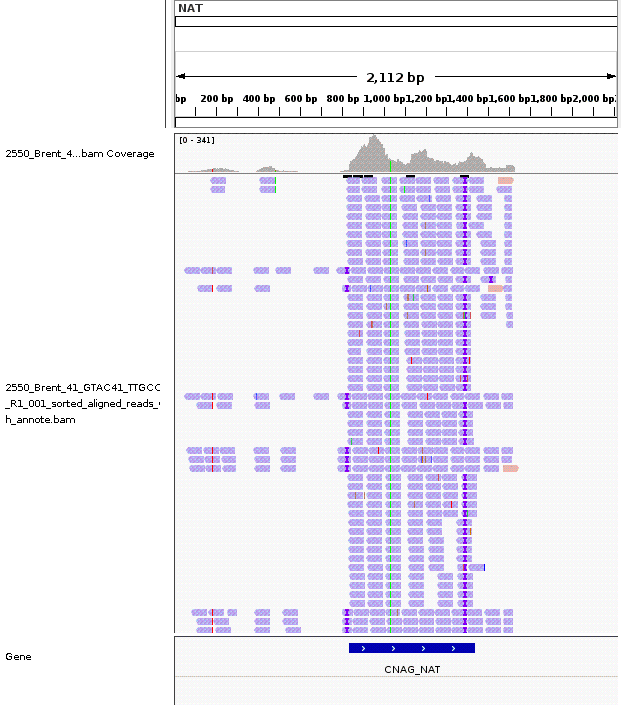 NAT
2,112 bp
bp 200 bp 400 bp 600 bp 800 bp 1,000 bp 1,200 bp 1,400 bp 1,600 bp 1,800 bp 2,000 bp
[0 - 341]
2550_Brent_4...bam Coverage
2550_Brent_41_GTAC41_TTGCC
_R1_001_sorted_aligned_reads_
h_annote.bam
Gene
CNAG_NAT